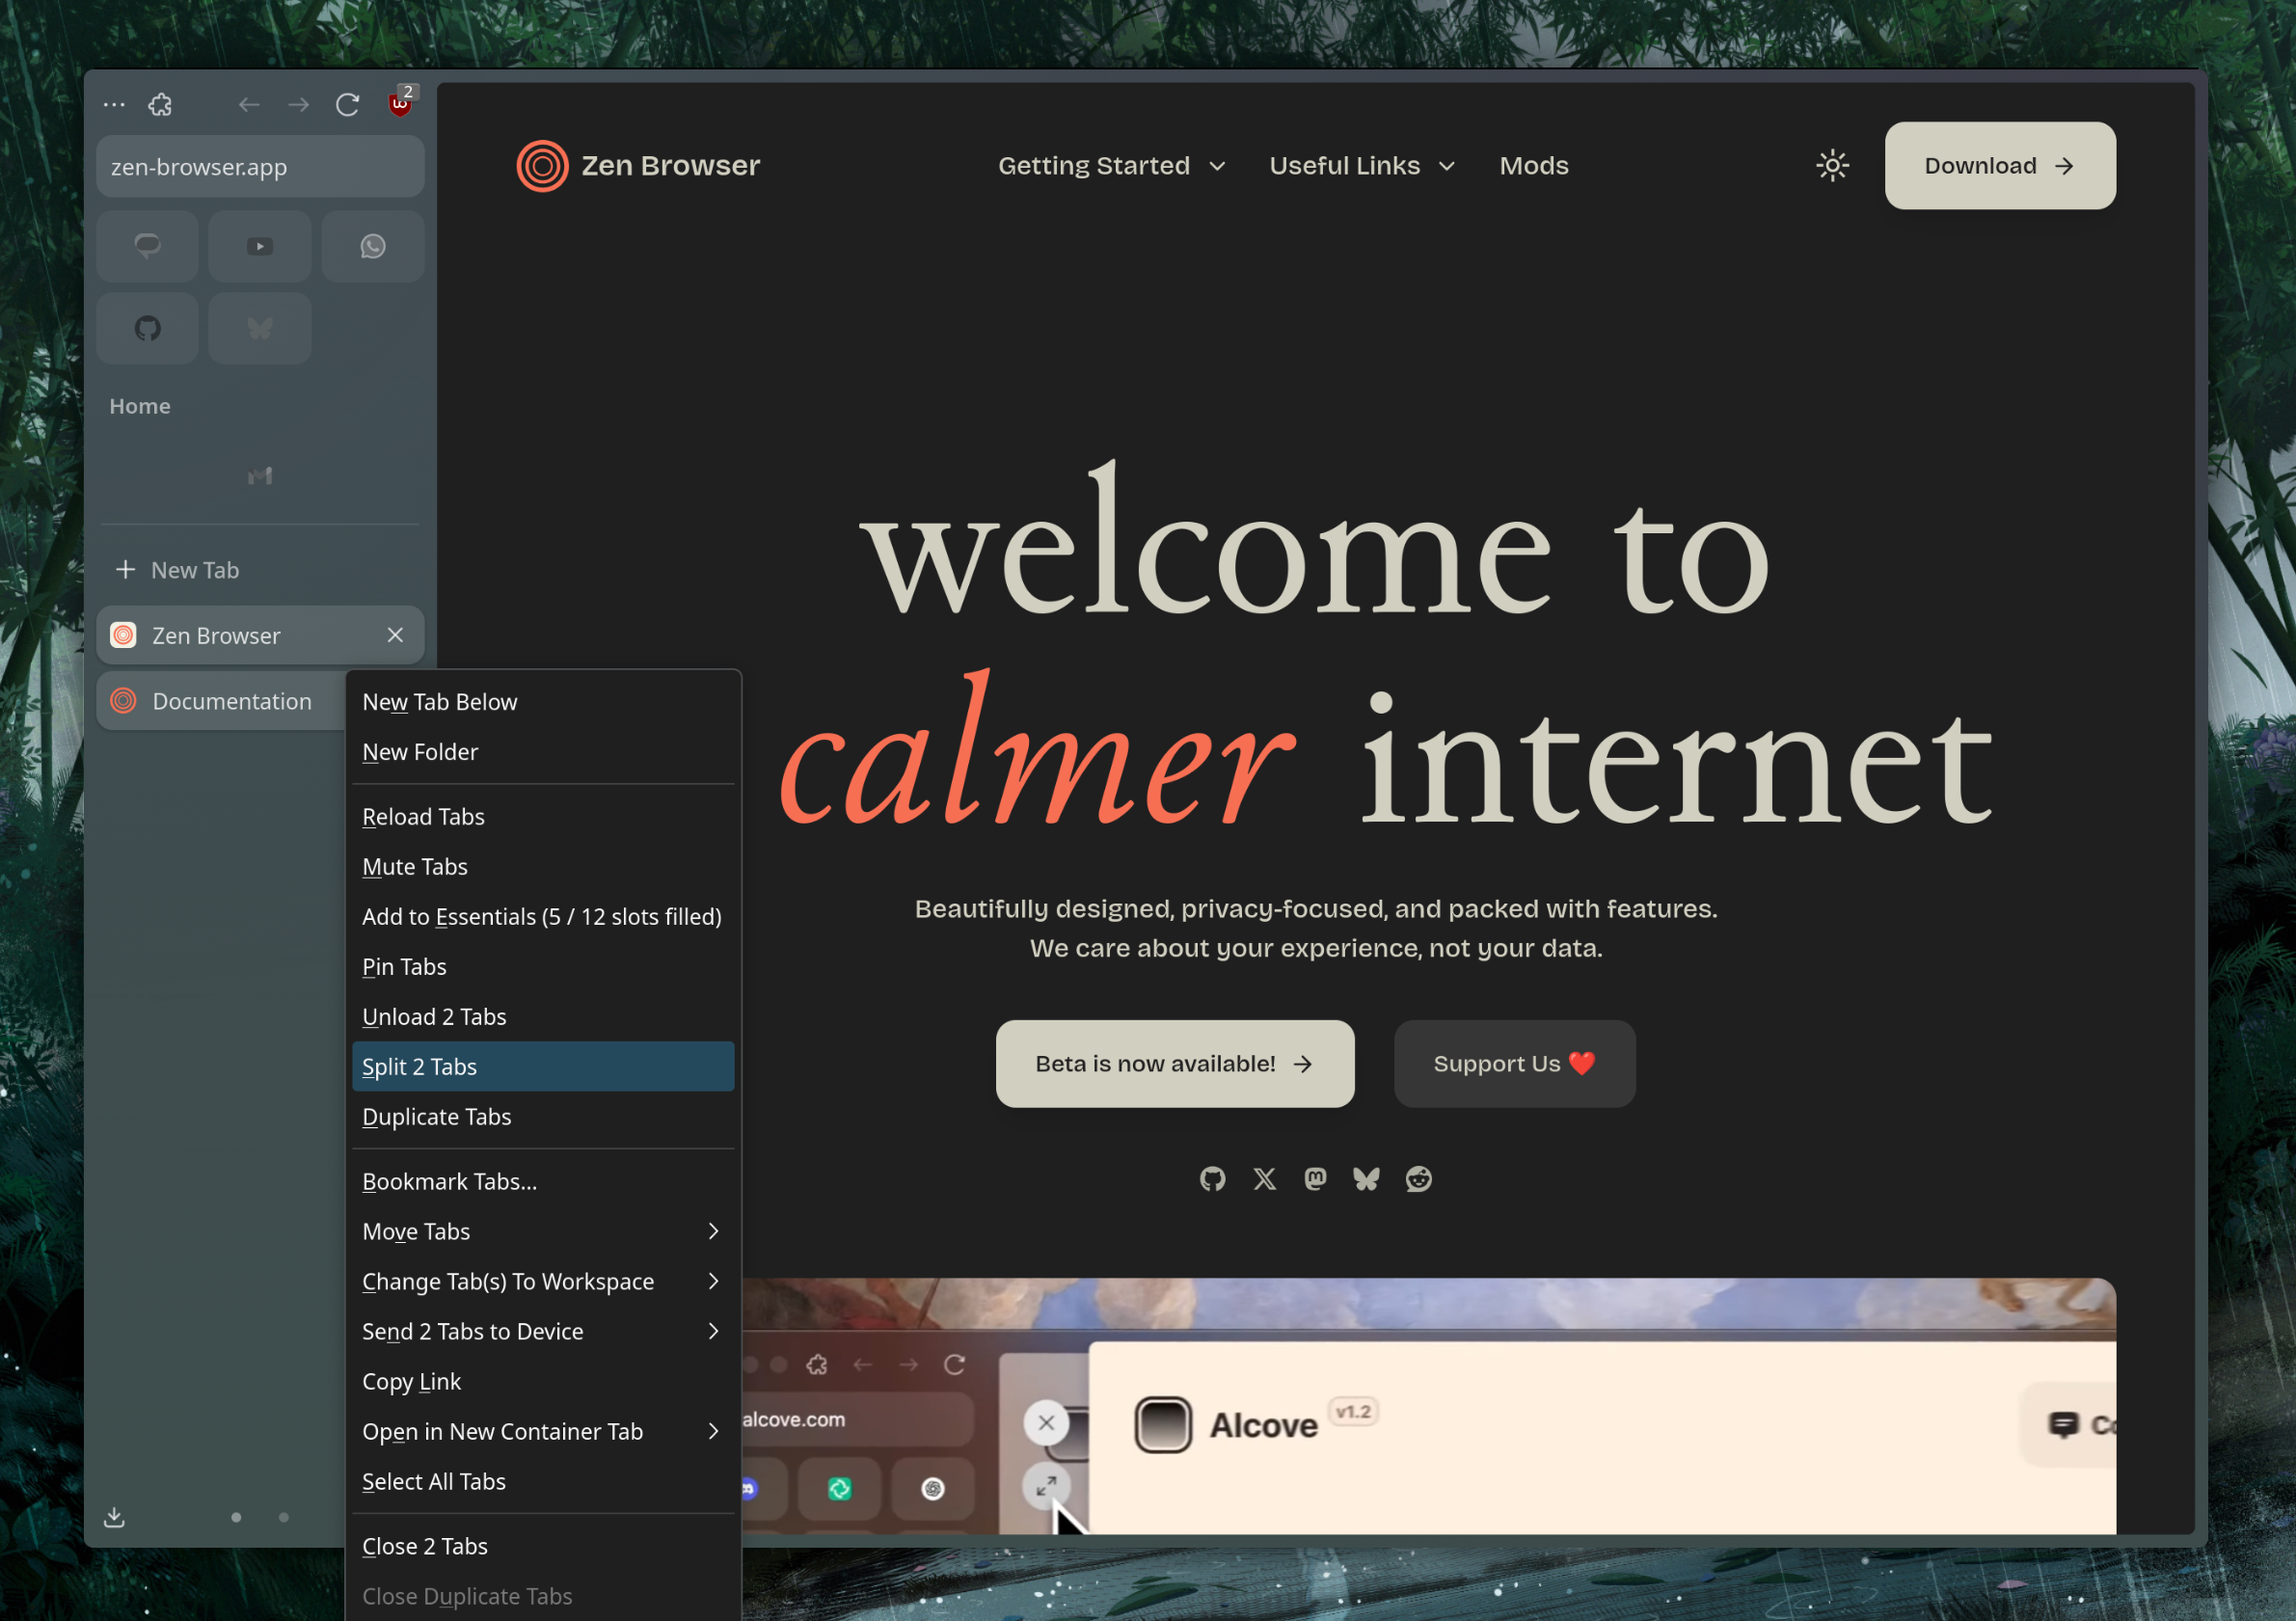 2
zen-browser.app
Home
New Tab
Zen Browser
Documentation
New Tab Below
New Folder
Reload Tabs
Mute Tabs
Add to Essentials (5 / 12 slots filled)
Pin Tabs
Unload 2 Tabs
Split 2 Tabs
Duplicate Tabs
Bookmark Tabs...
Move Tabs
Change Tab(s) To Workspace
Send 2 Tabs to Device
Copy Link
Open in New Container Tab
Select All Tabs
Close 2 Tabs
Close Duplicate Tabs
Zen Browser
Getting Started
Useful Links
Mods
Download
welcome to
calmer internet
Beautifully designed, privacy-focused, and packed with features.
We care about your experience, not your data.
Beta is now available!
Support Us ❤️
alcove.com
Alcove v1.2